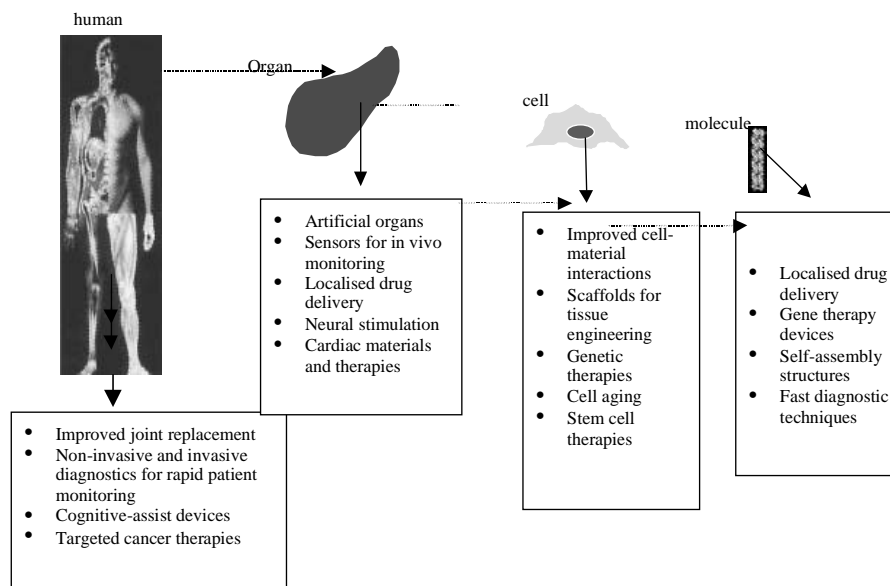 human
Organ
cell
molecule
• Artificial organs
• Sensors for in vivo
monitoring
• Localised drug
delivery
• Neural stimulation
• Cardiac materials
and therapies
• Improved cell-
material
interactions
• Scaffolds for
tissue
engineering
• Genetic
therapies
• Cell aging
• Stem cell
therapies
• Localised drug
delivery
• Gene therapy
devices
• Self-assembly
structures
• Fast diagnostic
techniques
• Improved joint replacement
• Non-invasive and invasive
diagnostics for rapid patient
monitoring
• Cognitive-assist devices
• Targeted cancer therapies